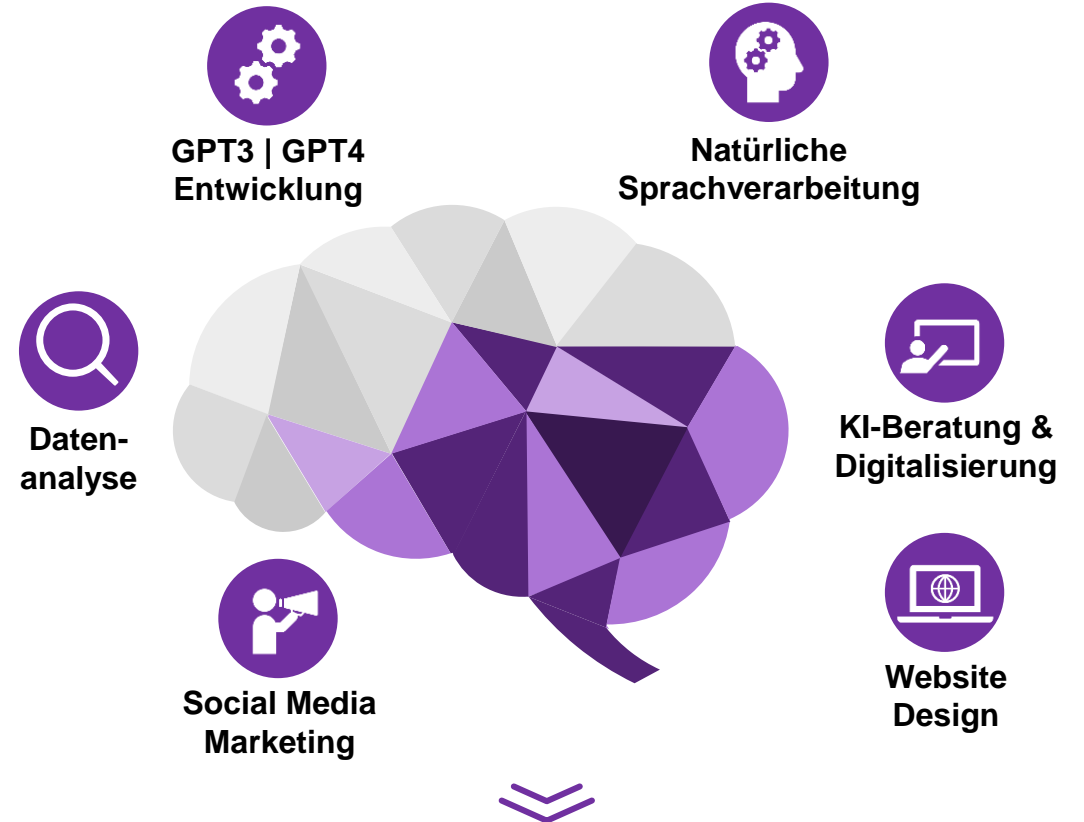 GPT3 | GPT4
Entwicklung
Natürliche
Sprachverarbeitung
Daten-
analyse
KI-Beratung &
Digitalisierung
Social Media
Marketing
Website
Design